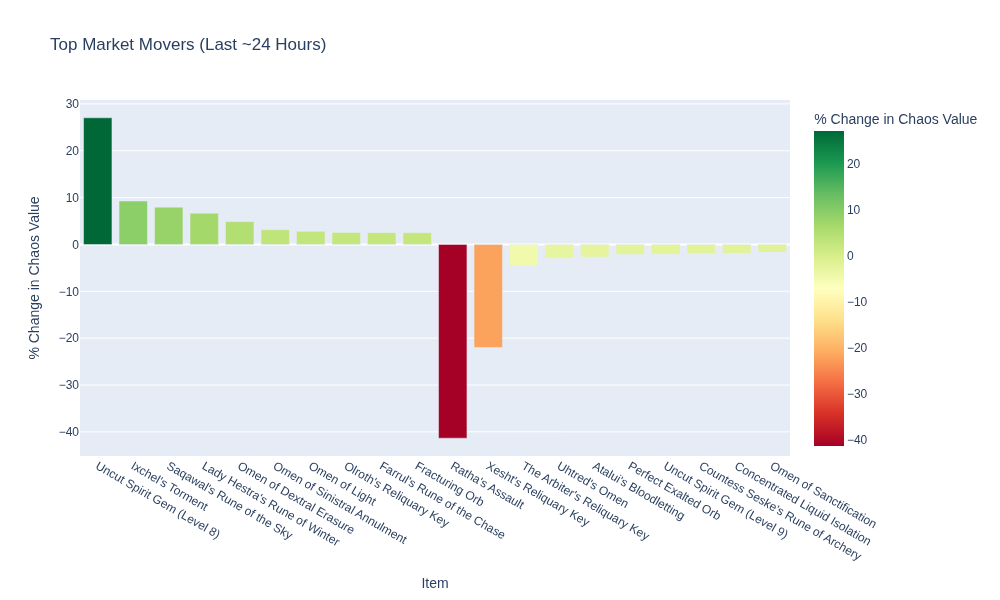 Top Market Movers (Last ~24 Hours)
% Change in Chaos Value
30
20
10
0
−10
−20
−30
−40
% Change in Chaos Value
20
10
0
−10
−20
−30
−40
Uncut Spirit Gem (Level 8)
Ixchel's Torment
Saqawal's Rune of the Sky
Lady Hestra's Rune of Winter
Omen of Dextral Erasure
Omen of Sinistral Annulment
Omen of Light
Olroth's Reliquary Key
Farrul's Rune of the Chase
Fracturing Orb
Ratha's Assault
Xesht's Reliquary Key
The Arbiter's Reliquary Key
Uhtred's Omen
Atalui's Bloodletting
Perfect Exalted Orb
Uncut Spirit Gem (Level 9)
Countess Seske's Rune of Archery
Concentrated Liquid Isolation
Omen of Sanctification
Item